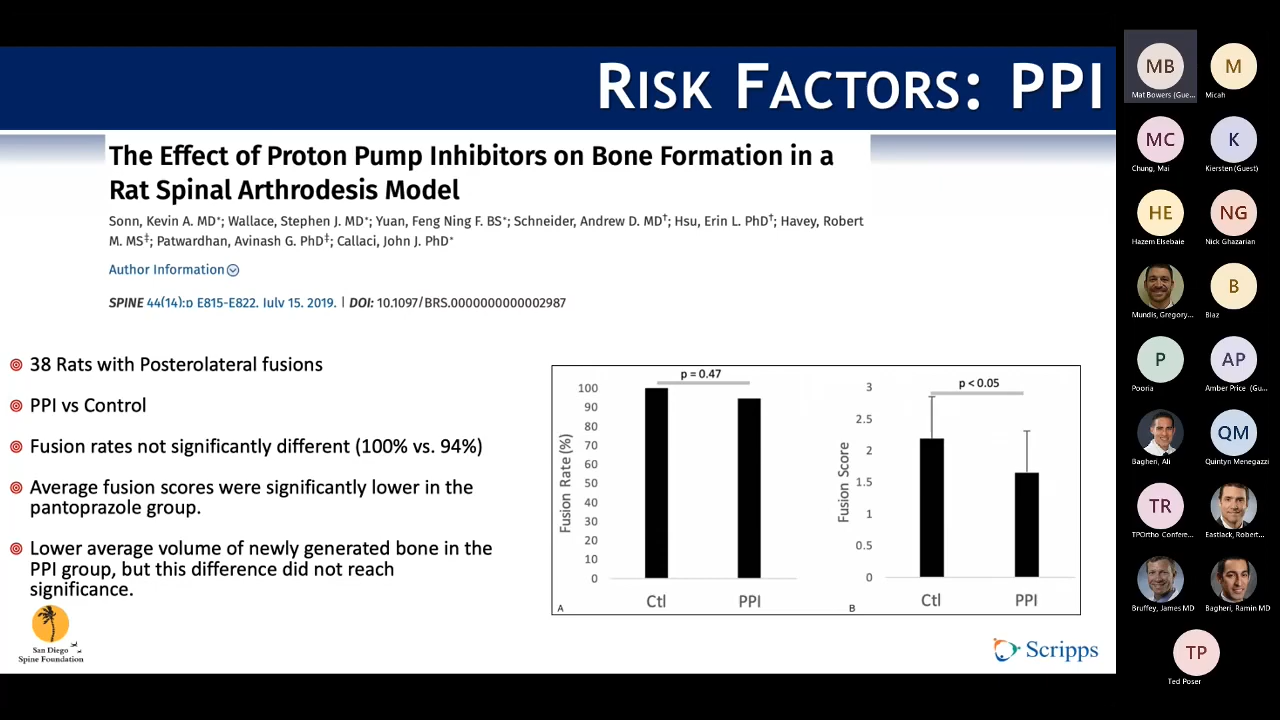 RISK FACTORS: PPI
The Effect of Proton Pump Inhibitors on Bone Formation in a
Rat Spinal Arthrodesis Model
Sonn, Kevin A. MD*; Wallace, Stephen J. MD*; Yuan, Feng Ning F. BS*; Schneider, Andrew D. MD†; Hsu, Erin L. PhD†; Havey, Robert
M. MS‡; Patwardhan, Avinash G. PhD‡; Callaci, John J. PhD*
Author Information
SPINE 44(14):p E815-E822, July 15, 2019. | DOI: 10.1097/BRS.0000000000002987
38 Rats with Posterolateral fusions
PPI vs Control
Fusion rates not significantly different (100% vs. 94%)
Average fusion scores were significantly lower in the
pantoprazole group.
Lower average volume of newly generated bone in the
PPI group, but this difference did not reach
significance.
San Diego
Spine Foundation
p = 0.47
Fusion Rate (%)
100
90
80
70
60
50
40
30
20
10
0
Ctl PPI
A
p < 0.05
Fusion Score
3
2.5
2
1.5
1
0.5
0
Ctl PPI
B
Scripps
MB
Mat Bowers (Gue...
M
Micah
MC
Chung, Mai
K
Kiersten (Guest)
HE
Hazem Elsebaie
NG
Nick Ghazarian
Mundis, Gregory...
B
Blaz
P
Pooria
AP
Amber Price (Gu...
Bagheri, Ali
QM
Quintyn Menegazzi
TR
TPOrtho Confere...
Eastlack, Robert...
Bruffey, James MD
Bagheri, Ramin MD
TP
Ted Poser